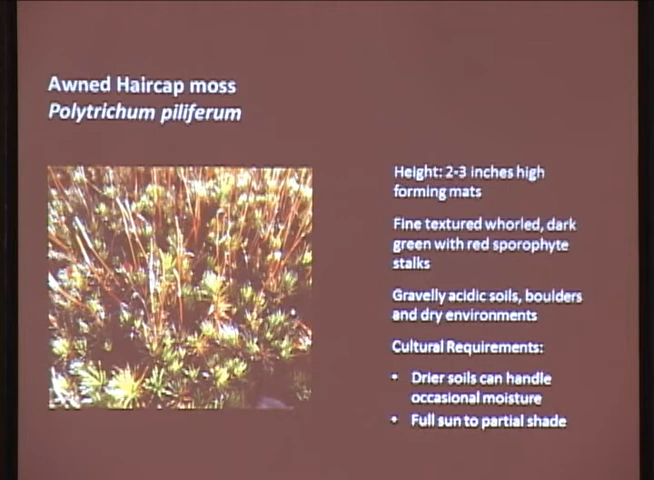 Awned Haircap moss
Polytrichum piliferum
Height: 2-3 inches high
forming mats
Fine textured whorled, dark
green with red sporophyte
stalks
Gravelly acidic soils, boulders
and dry environments
Cultural Requirements:
• Drier soils can handle
occasional moisture
• Full sun to partial shade